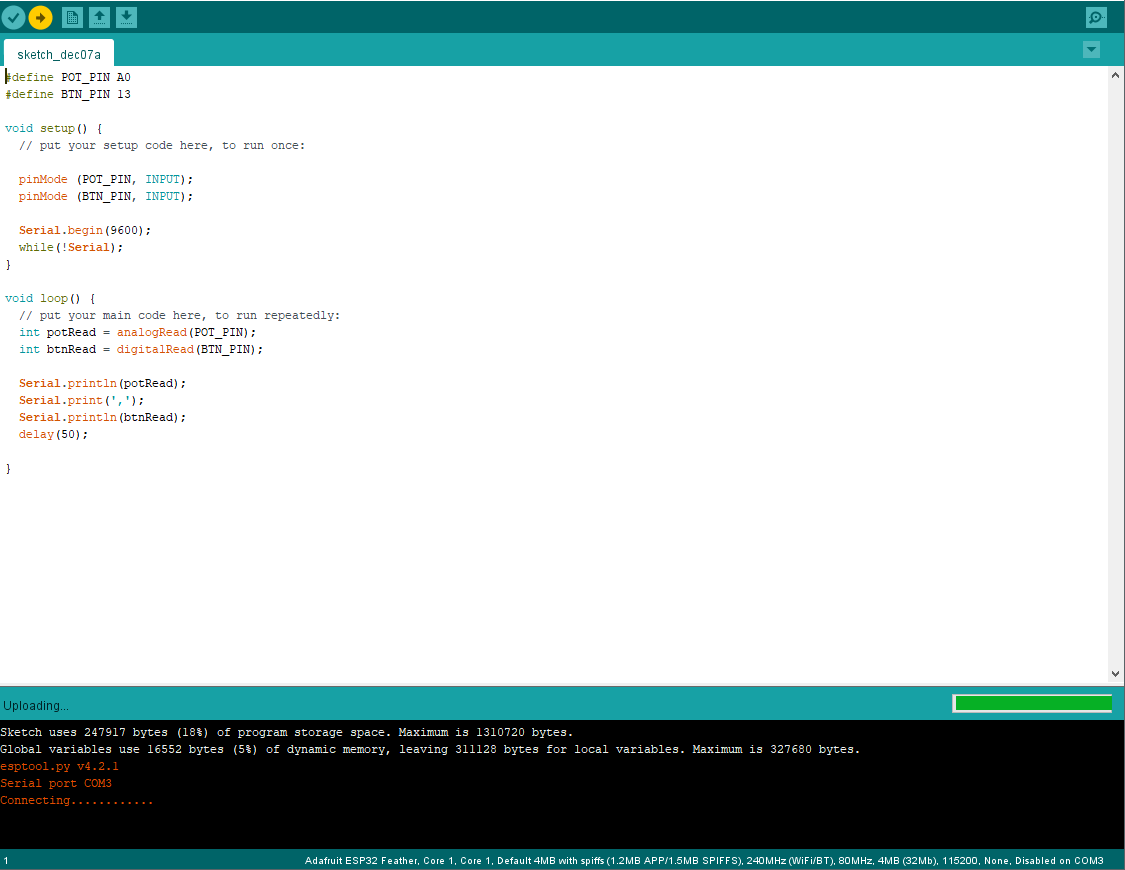 sketch_dec07a
#define POT_PIN A0
#define BTN_PIN 13
void setup() {
// put your setup code here, to run once:
pinMode (POT_PIN, INPUT);
pinMode (BTN_PIN, INPUT);
Serial.begin(9600);
while(!Serial);
}
void loop() {
// put your main code here, to run repeatedly:
int potRead = analogRead(POT_PIN);
int btnRead = digitalRead(BTN_PIN);
Serial.println(potRead);
Serial.print(',');
Serial.println(btnRead);
delay(50);
}
Uploading...
Sketch uses 247917 bytes (18%) of program storage space. Maximum is 1310720 bytes.
Global variables use 16552 bytes (5%) of dynamic memory, leaving 311128 bytes for local variables. Maximum is 327680 bytes.
esptool.py v4.2.1
Serial port COM3
Connecting............
1 Adafruit ESP32 Feather, Core 1, Core 1, Default 4MB with spiffs (1.2MB APP/1.5MB SPIFFS), 240MHz (WiFi/BT), 80MHz, 4MB (32Mb), 115200, None, Disabled on COM3